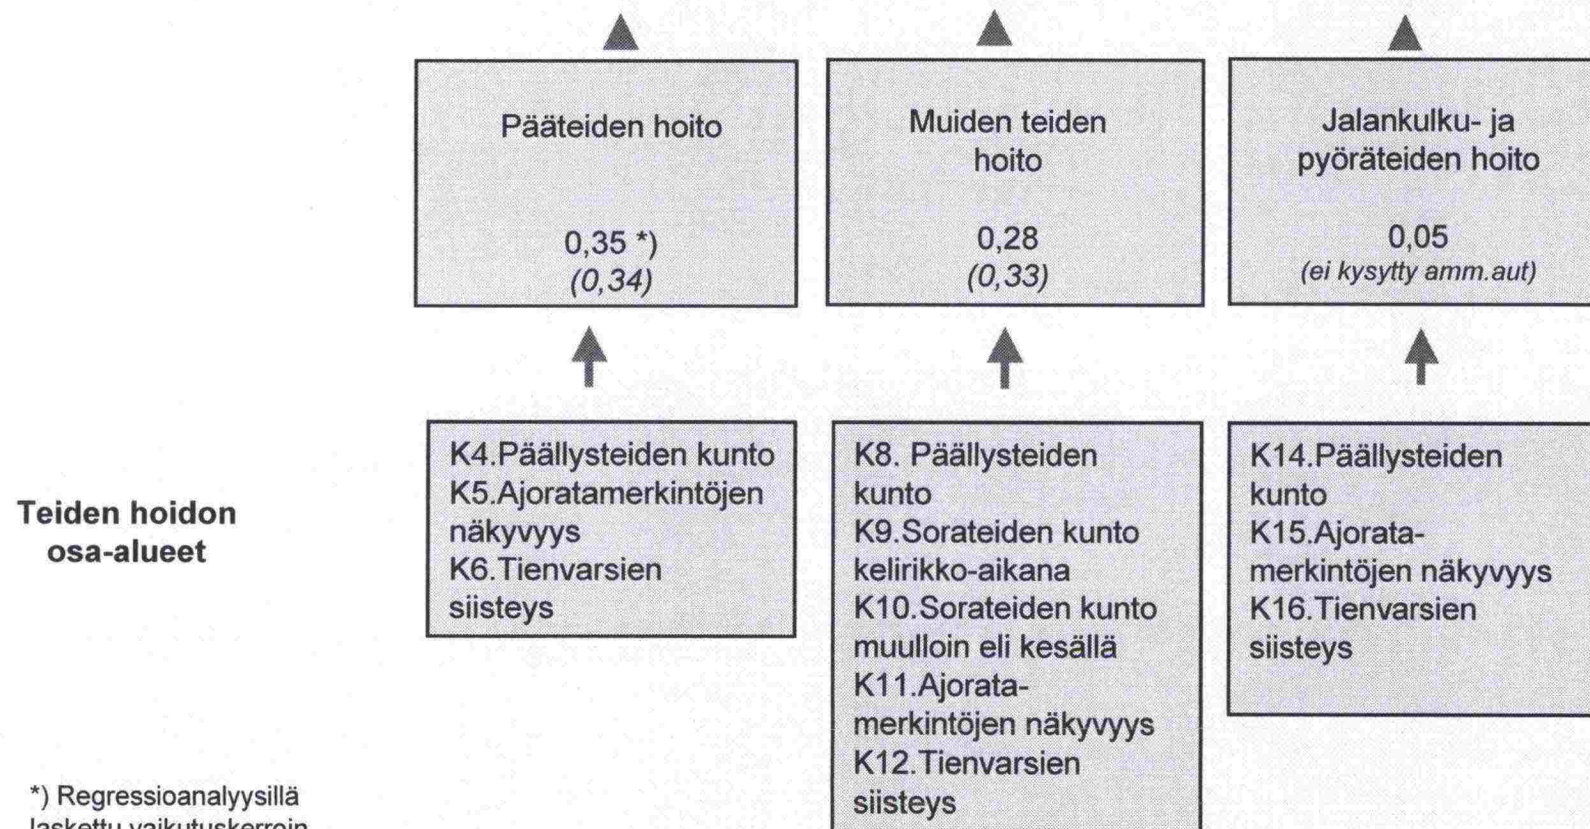 Pääteiden hoito
0,35 *)
(0,34)
Muiden teiden
hoito
0,28
(0,33)
Jalankulku- ja
pyöräteiden hoito
0,05
(ei kysytty amm.aut)
Teiden hoidon
osa-alueet
K4.Päällysteiden kunto
K5.Ajoratamerkintöjen
näkyvyys
K6.Tienvarsien
siisteys
K8. Päällysteiden
kunto
K9.Sorateiden kunto
kelirikko-aikana
K10.Sorateiden kunto
muulloin eli kesällä
K11.Ajorata-
merkintöjen näkyvyys
K12.Tienvarsien
siisteys
K14.Päällysteiden
kunto
K15.Ajorata-
merkintöjen näkyvyys
K16.Tienvarsien
siisteys
*) Regressioanalyysillä
laskettu vaikutuskerroin